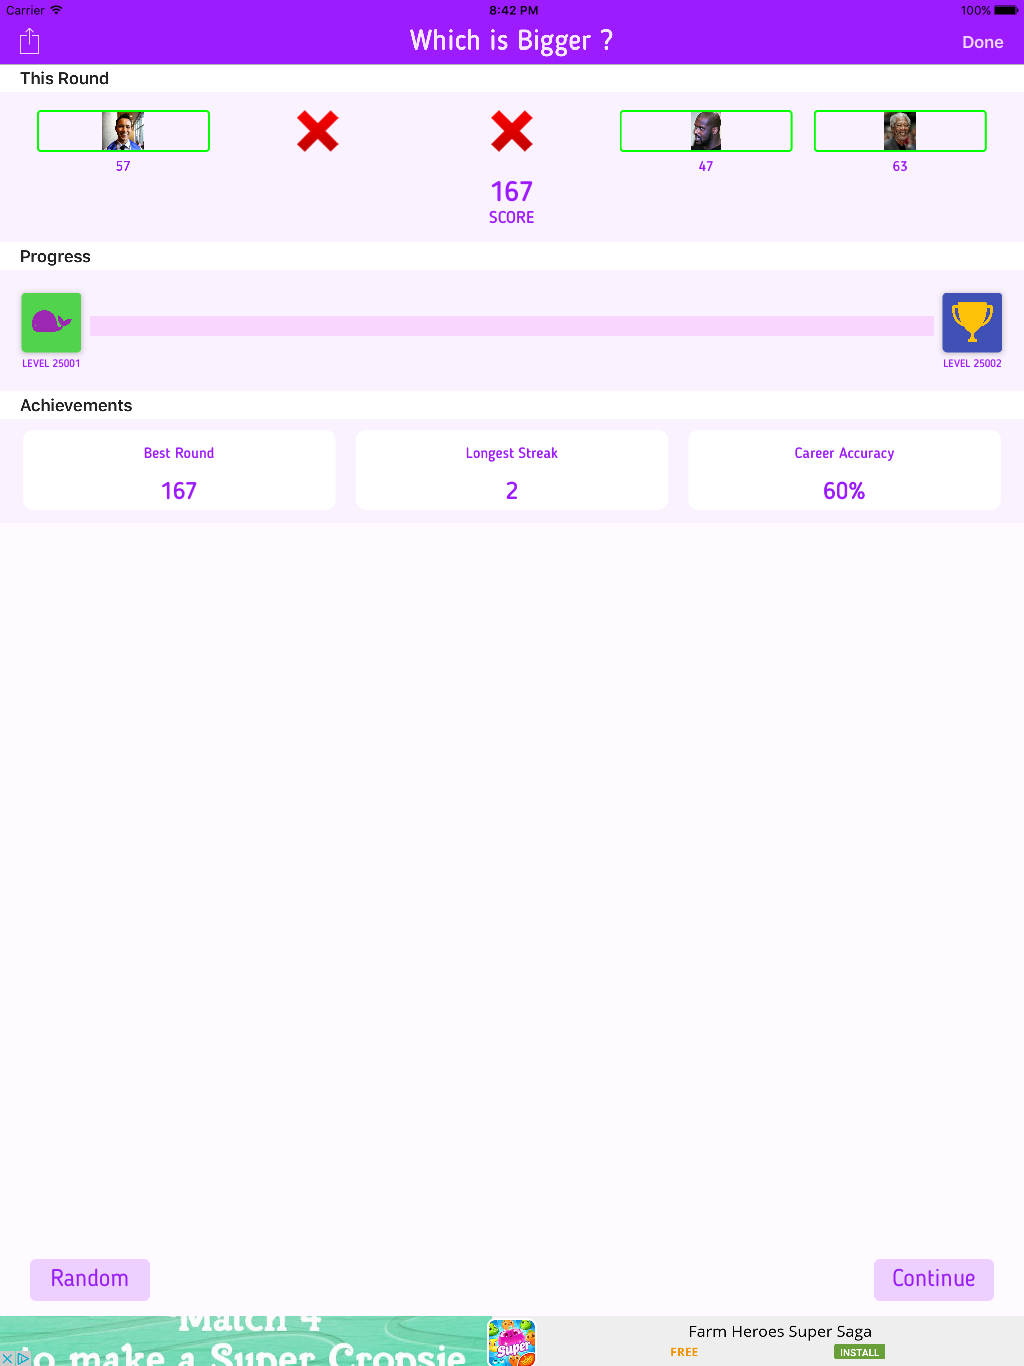 Carrier 8:42 PM 100%
Which is Bigger ?
Done
This Round
57 47 63
167
SCORE
Progress
LEVEL 25001 LEVEL 25002
Achievements
Best Round Longest Streak Career Accuracy
167 2 60%
Random Continue
Match 4
to make a Super Cropsie
Super
Farm Heroes Super Saga
FREE INSTALL